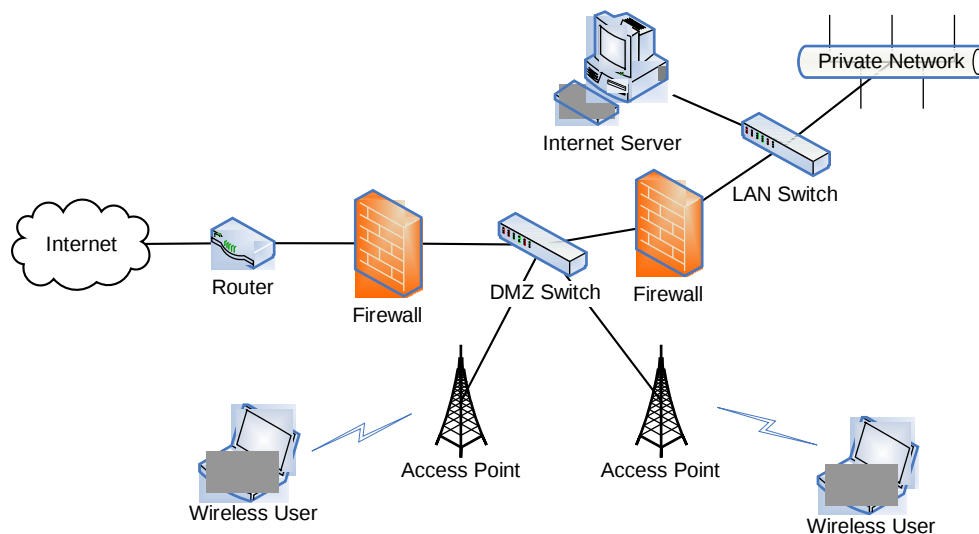 Private Network
Internet Server
LAN Switch
Internet
Router
Firewall
DMZ Switch
Firewall
Access Point
Access Point
Wireless User
Wireless User